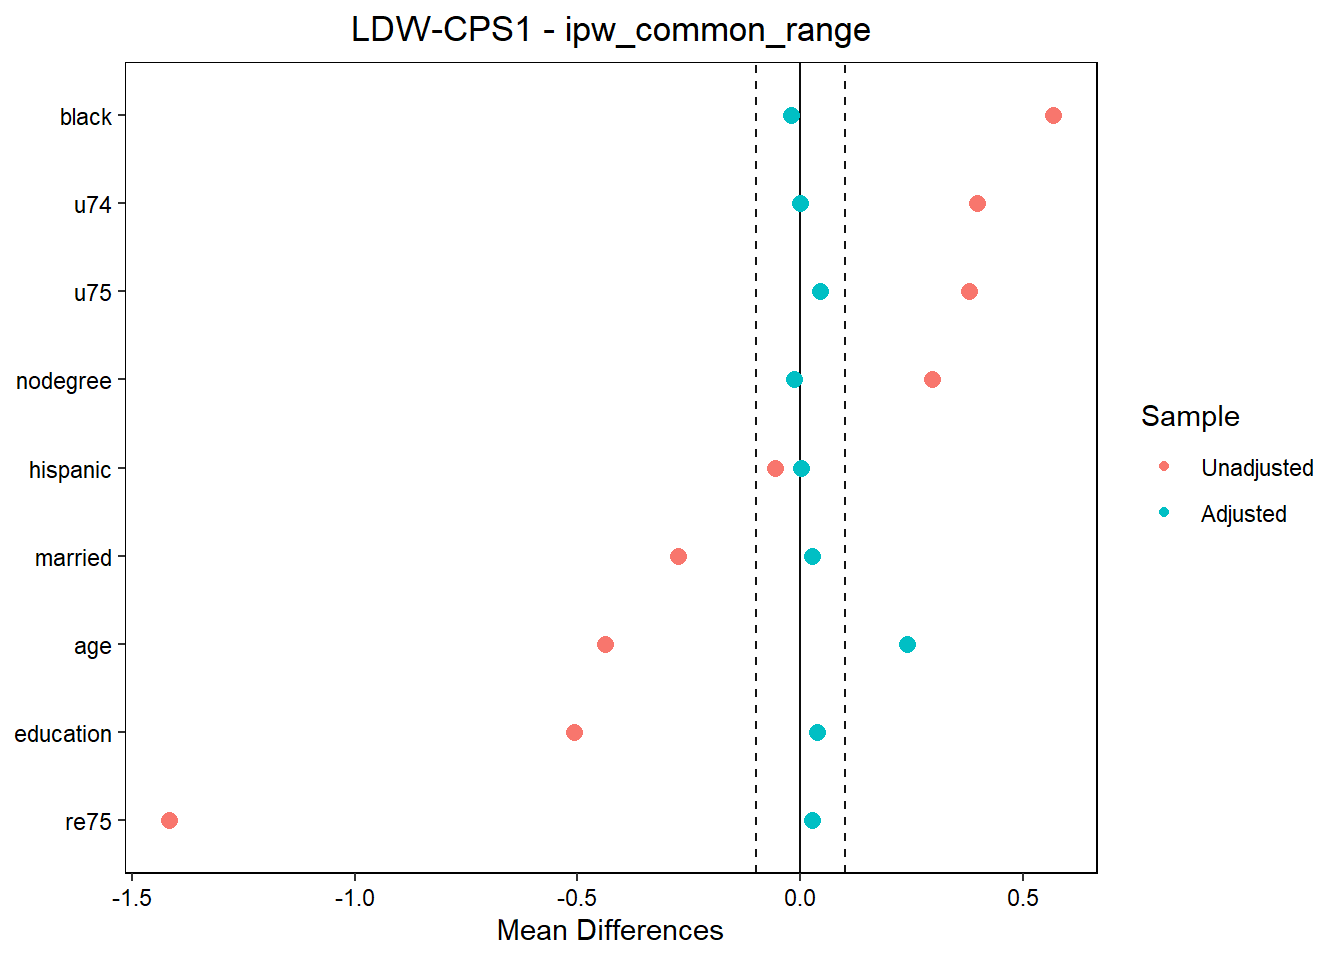 LDW-CPS1 - ipw_common_range
black
u74
u75
nodegree
hispanic
married
age
education
re75
-1.5 -1.0 -0.5 0.0 0.5
Mean Differences
Sample
Unadjusted
Adjusted